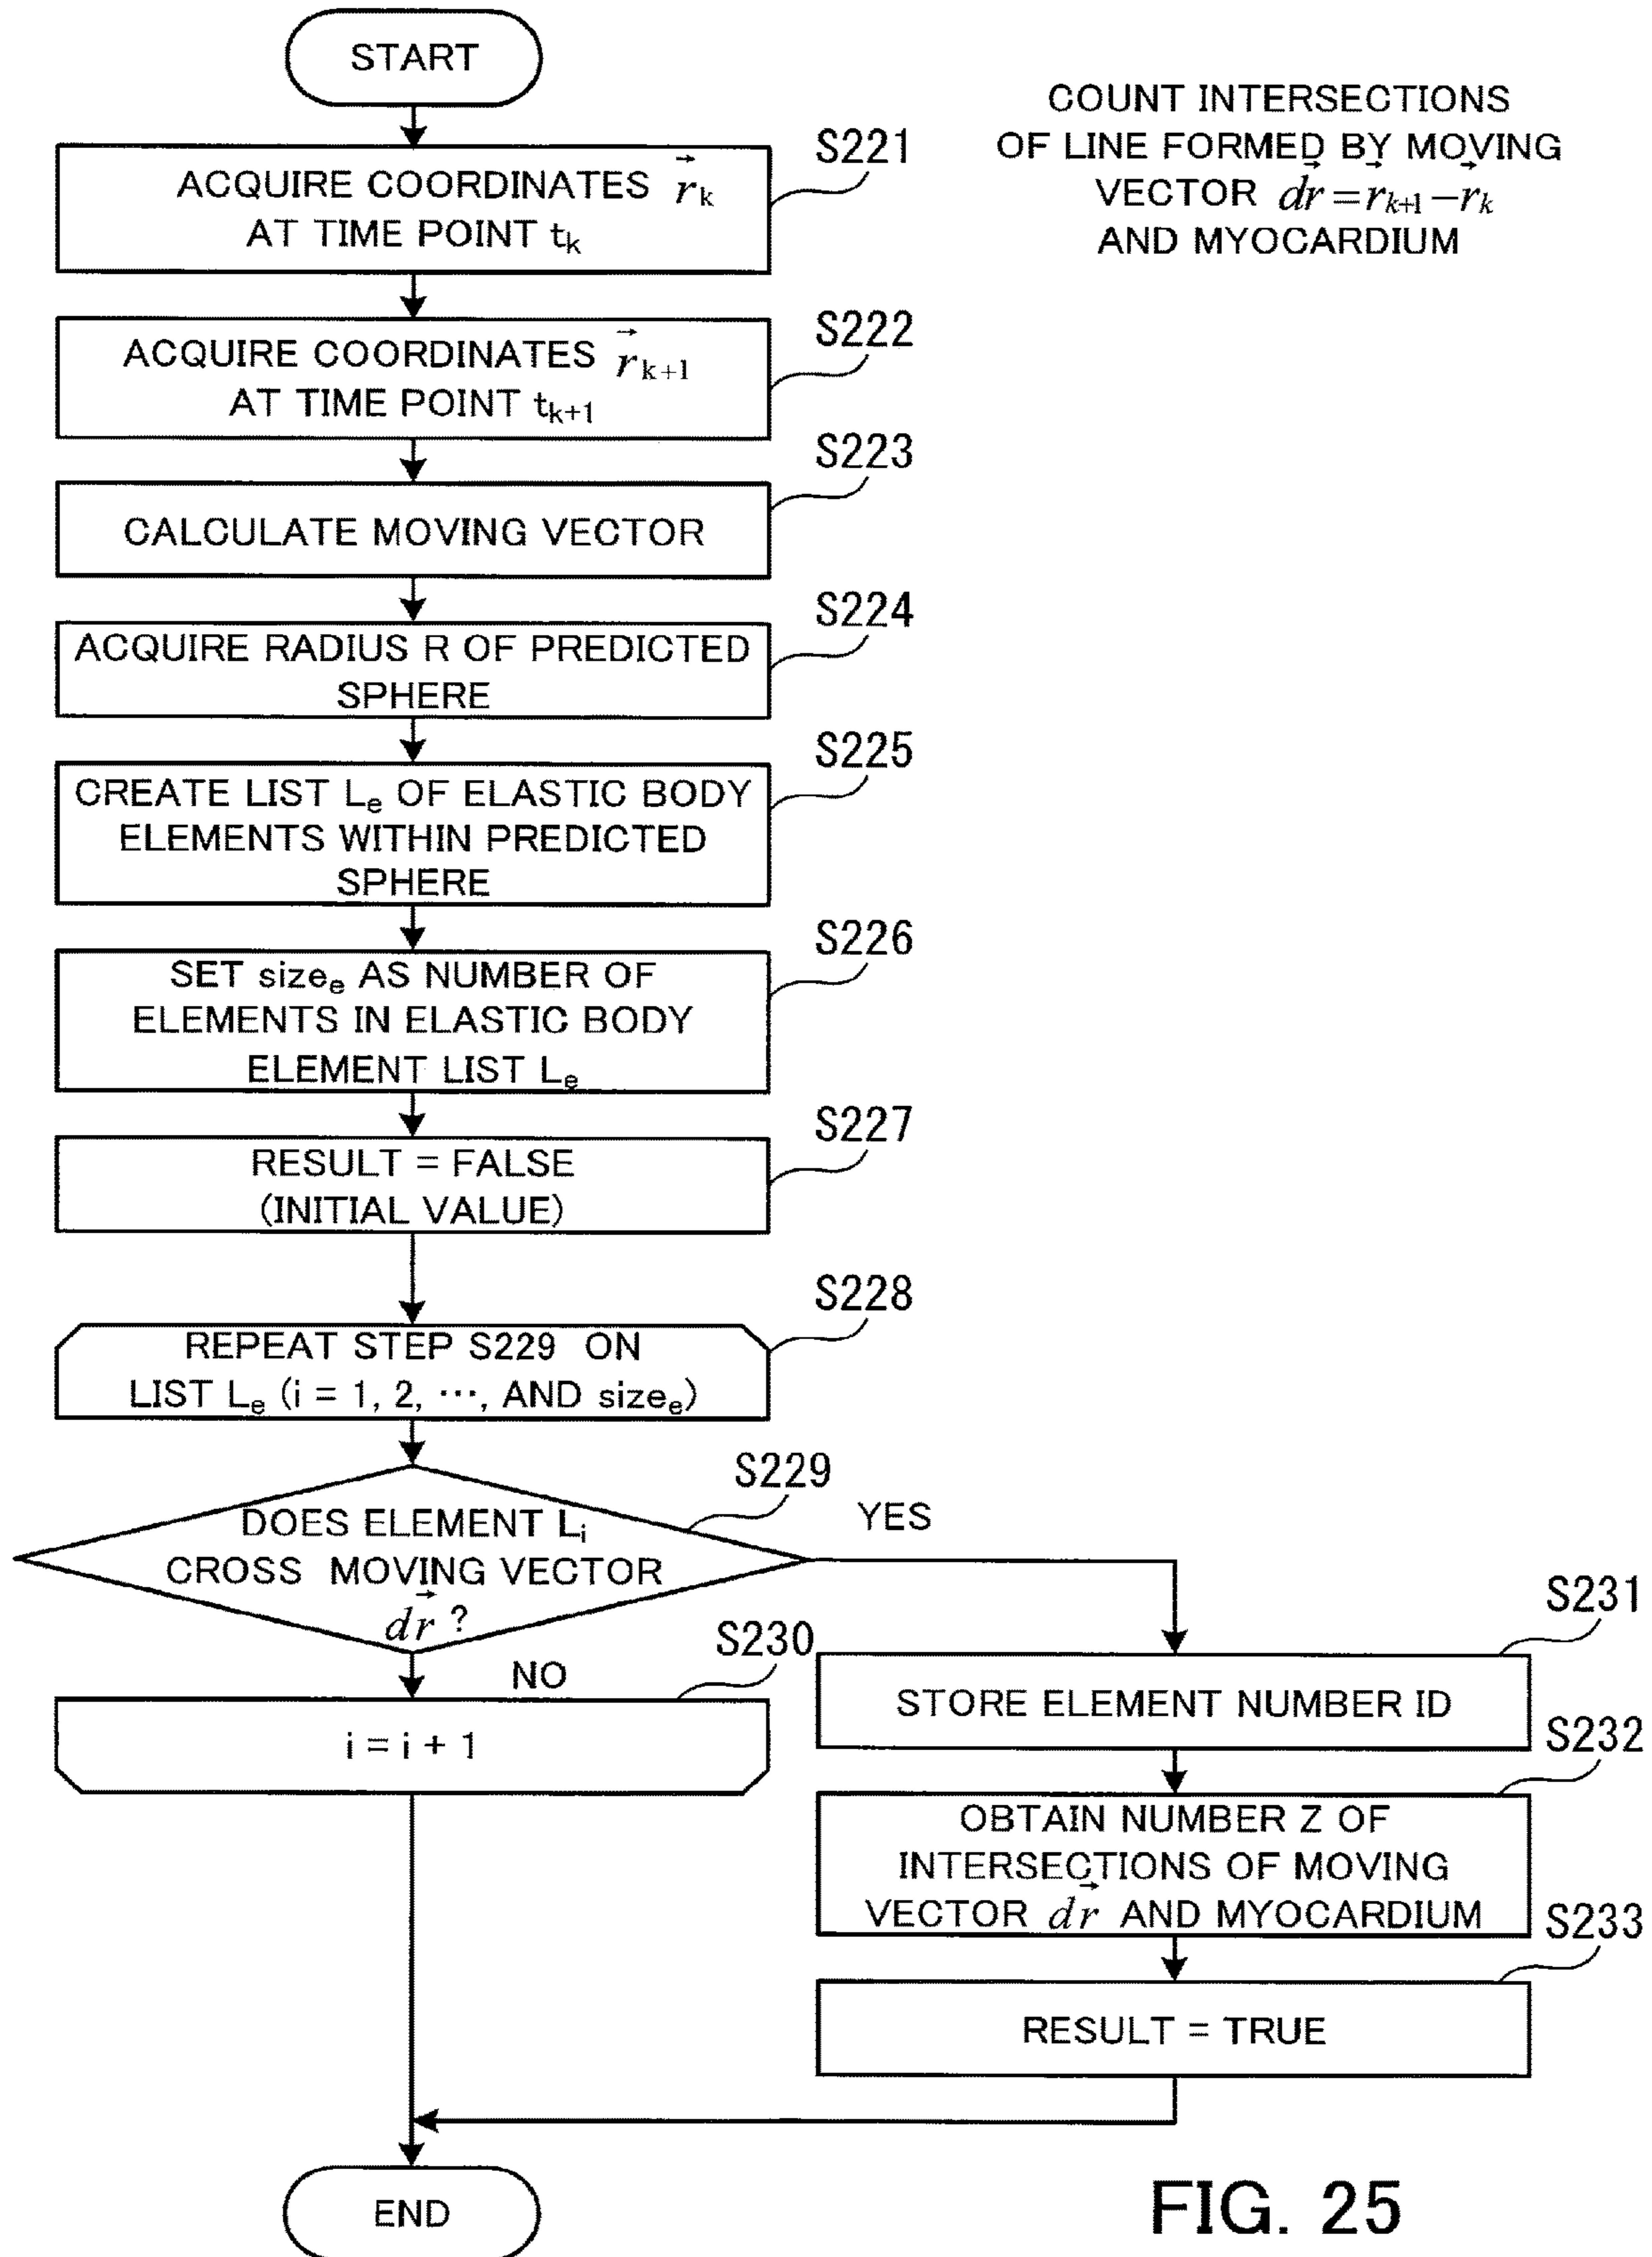 START
COUNT INTERSECTIONS
OF LINE FORMED BY MOVING
VECTOR d⃗r = r⃗k+1 − r⃗k
AND MYOCARDIUM
S221
ACQUIRE COORDINATES r⃗k
AT TIME POINT tk
S222
ACQUIRE COORDINATES r⃗k+1
AT TIME POINT tk+1
S223
CALCULATE MOVING VECTOR
S224
ACQUIRE RADIUS R OF PREDICTED
SPHERE
S225
CREATE LIST Le OF ELASTIC BODY
ELEMENTS WITHIN PREDICTED
SPHERE
S226
SET sizee AS NUMBER OF
ELEMENTS IN ELASTIC BODY
ELEMENT LIST Le
S227
RESULT = FALSE
(INITIAL VALUE)
S228
REPEAT STEP S229 ON
LIST Le (i = 1, 2, ···, AND sizee)
S229
DOES ELEMENT Li
CROSS MOVING VECTOR
d⃗r ?
YES
NO
S230
i = i + 1
S231
STORE ELEMENT NUMBER ID
S232
OBTAIN NUMBER Z OF
INTERSECTIONS OF MOVING
VECTOR d⃗r AND MYOCARDIUM
S233
RESULT = TRUE
END
FIG. 25